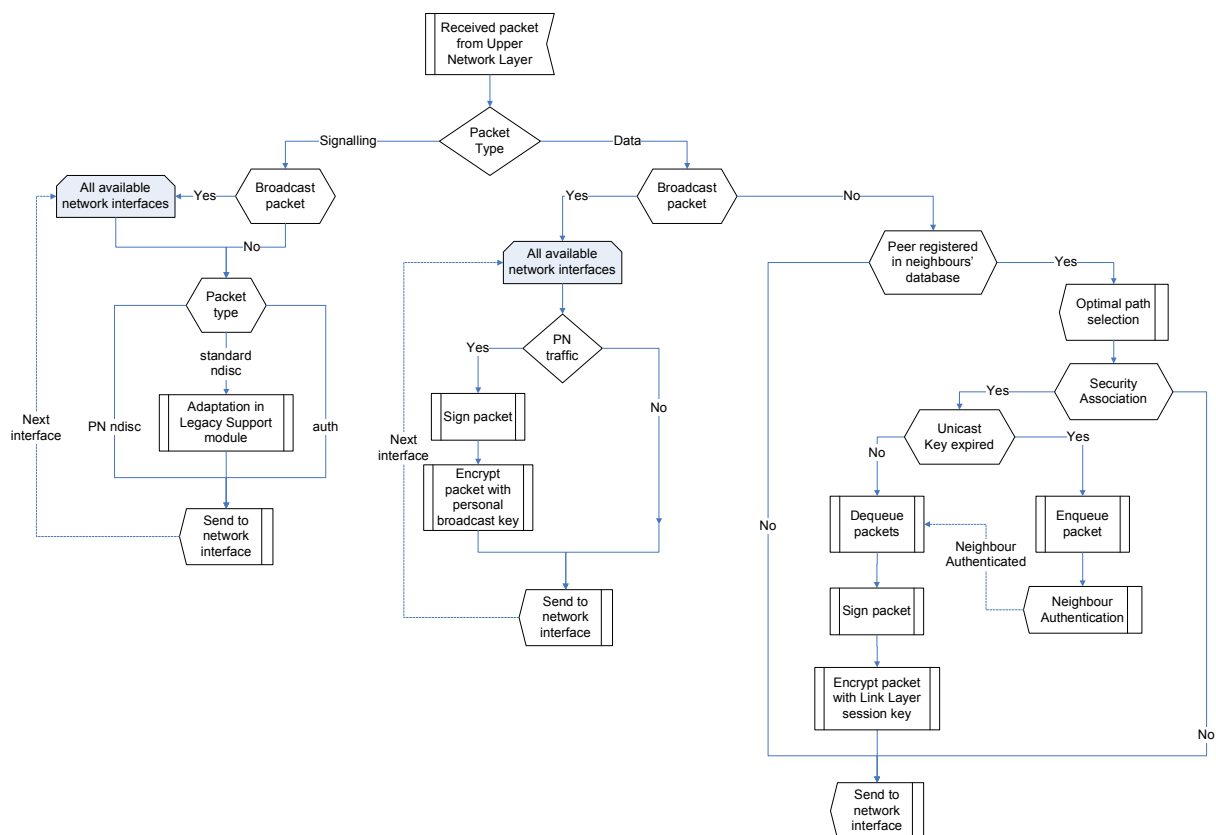 Received packet
from Upper
Network Layer
Packet
Type
Signalling
Data
All available
network interfaces
Yes
Broadcast
packet
No
Packet
type
standard
ndisc
PN ndisc
auth
Adaptation in
Legacy Support
module
Next
interface
Send to
network
interface
Broadcast
packet
Yes
No
All available
network interfaces
PN
traffic
Yes
No
Sign packet
Next
interface
Encrypt
packet with
personal
broadcast key
Send to
network
interface
Peer registered
in neighbours'
database
Yes
No
Optimal path
selection
Security
Association
Yes
No
Unicast
Key expired
No
Yes
Dequeue
packets
Enqueue
packet
Neighbour
Authenticated
Neighbour
Authentication
Sign packet
Encrypt packet
with Link Layer
session key
Send to
network
interface